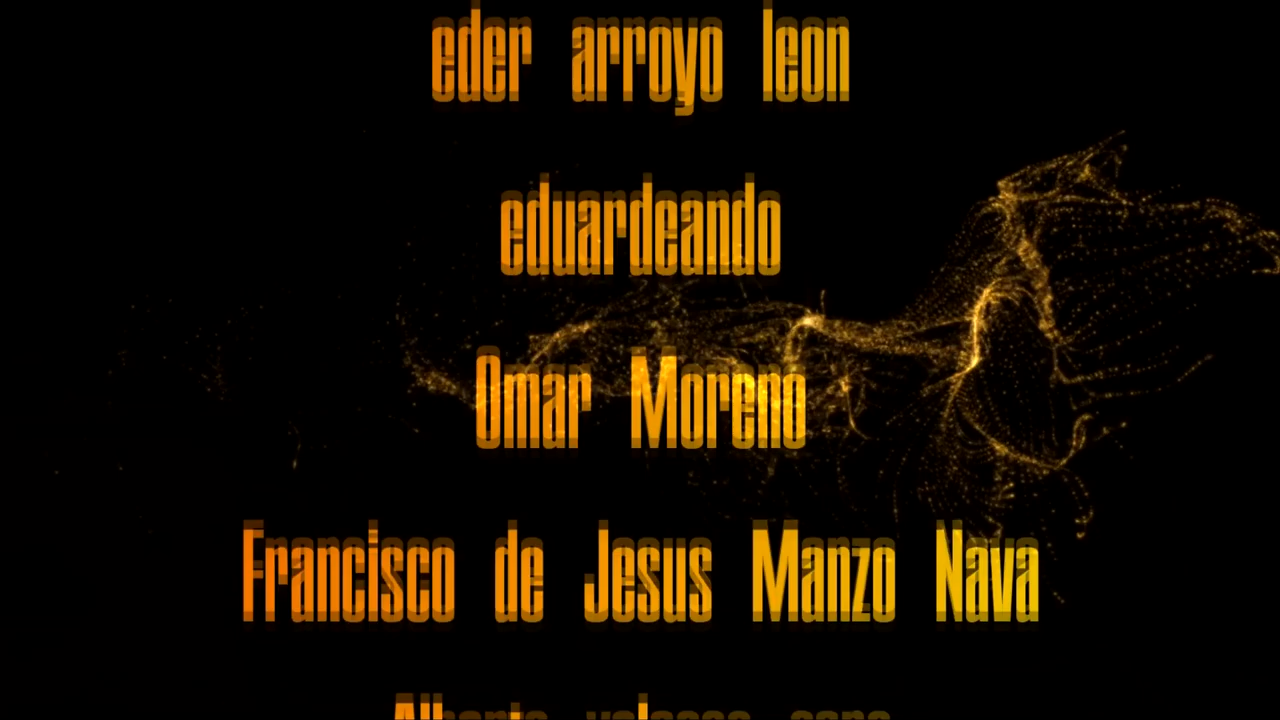 eder arroyo leon
eduardeando
Omar Moreno
Francisco de Jesus Manzo Nava